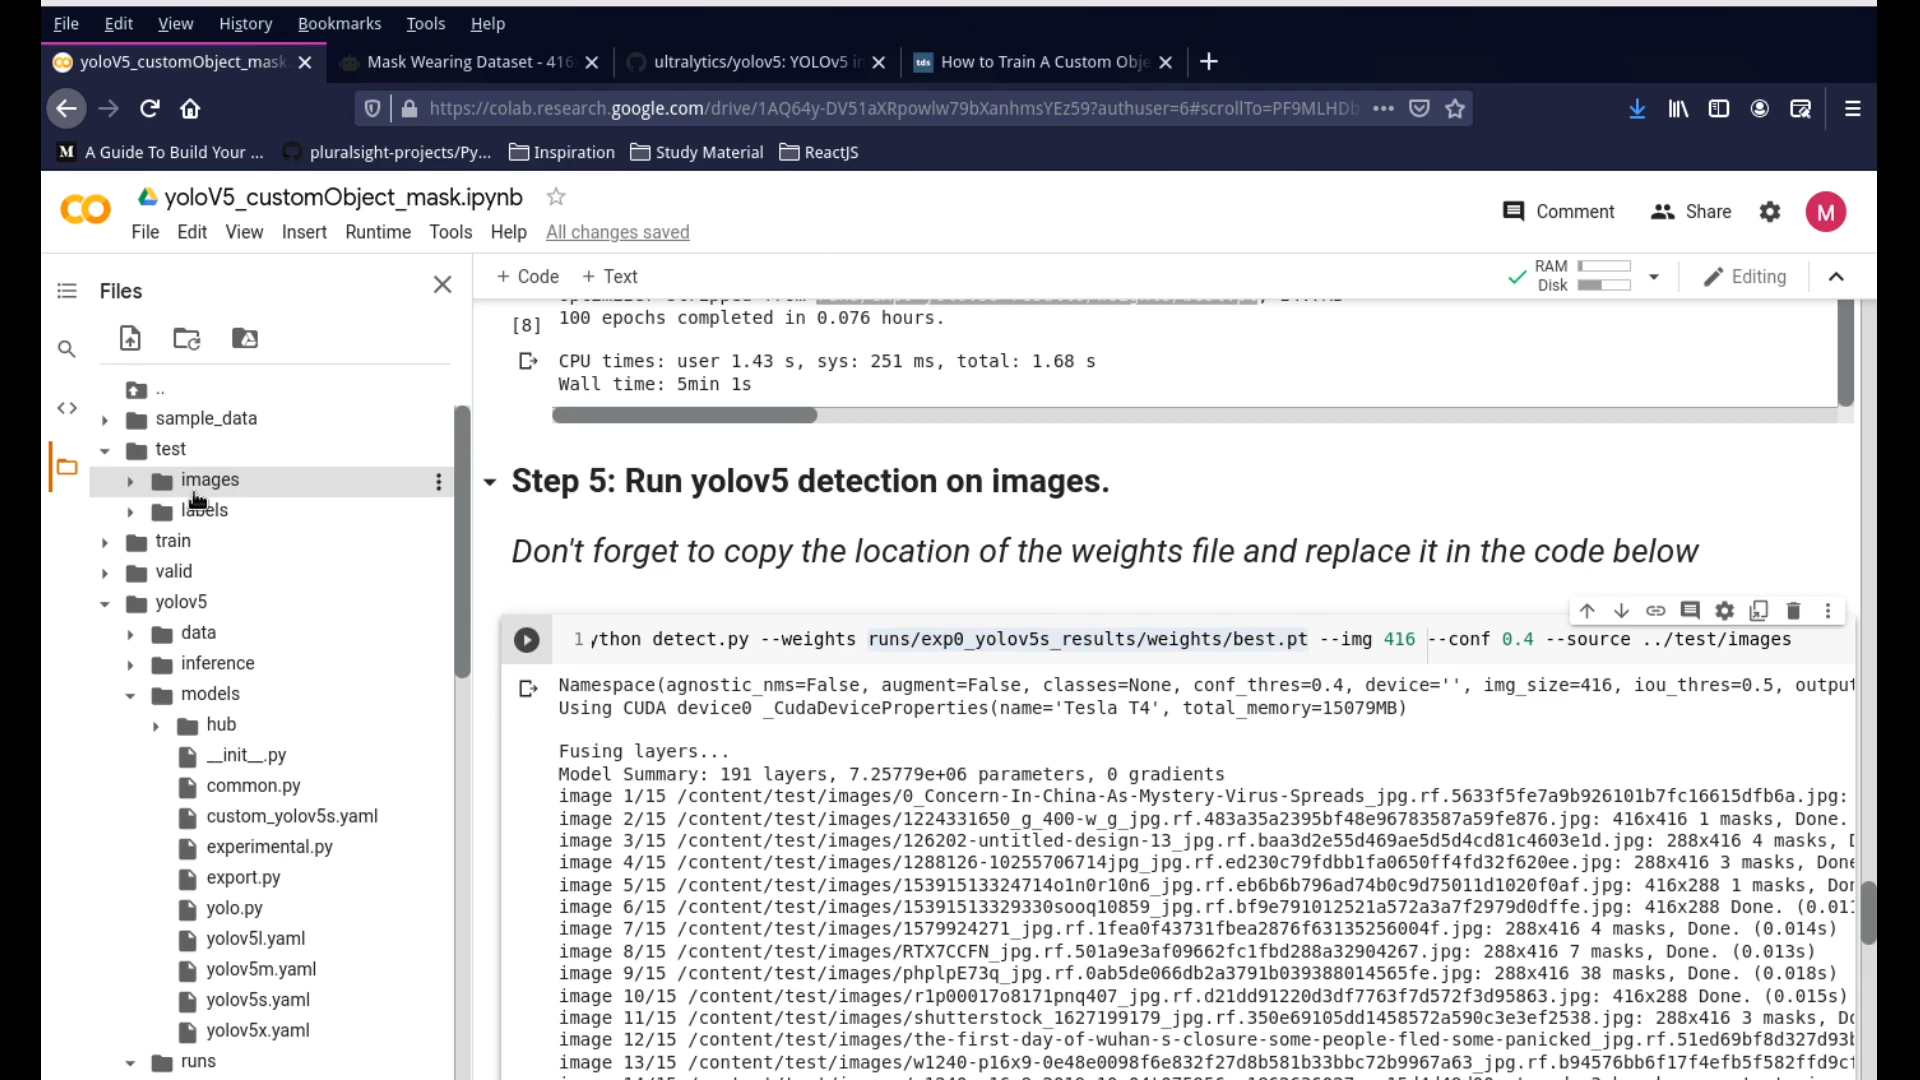 File Edit View History Bookmarks Tools Help
yoloV5_customObject_mask Mask Wearing Dataset - 416 ultralytics/yolov5: YOLOv5 in tds How to Train A Custom Obje
https://colab.research.google.com/drive/1AQ64y-DV51aXRpowlw79bXanhmsYEz59?authuser=6#scrollTo=PF9MLHDb
M A Guide To Build Your ... pluralsight-projects/Py... Inspiration Study Material ReactJS
yoloV5_customObject_mask.ipynb
Comment Share M
File Edit View Insert Runtime Tools Help All changes saved
Files
+ Code + Text
RAM
Disk
Editing
..
sample_data
test
images
labels
train
valid
yolov5
data
inference
models
hub
__init__.py
common.py
custom_yolov5s.yaml
experimental.py
export.py
yolo.py
yolov5l.yaml
yolov5m.yaml
yolov5s.yaml
yolov5x.yaml
runs
[8] 100 epochs completed in 0.076 hours.
CPU times: user 1.43 s, sys: 251 ms, total: 1.68 s
Wall time: 5min 1s
Step 5: Run yolov5 detection on images.
Don't forget to copy the location of the weights file and replace it in the code below
1 ython detect.py --weights runs/exp0_yolov5s_results/weights/best.pt --img 416 --conf 0.4 --source ../test/images
Namespace(agnostic_nms=False, augment=False, classes=None, conf_thres=0.4, device='', img_size=416, iou_thres=0.5, output
Using CUDA device0 _CudaDeviceProperties(name='Tesla T4', total_memory=15079MB)
Fusing layers...
Model Summary: 191 layers, 7.25779e+06 parameters, 0 gradients
image 1/15 /content/test/images/0_Concern-In-China-As-Mystery-Virus-Spreads_jpg.rf.5633f5fe7a9b926101b7fc16615dfb6a.jpg:
image 2/15 /content/test/images/1224331650_g_400-w_g_jpg.rf.483a35a2395bf48e96783587a59fe876.jpg: 416x416 1 masks, Done.
image 3/15 /content/test/images/126202-untitled-design-13_jpg.rf.baa3d2e55d469ae5d5d4cd81c4603e1d.jpg: 288x416 4 masks,
image 4/15 /content/test/images/1288126-10255706714jpg_jpg.rf.ed230c79fdbb1fa0650ff4fd32f620ee.jpg: 288x416 3 masks, Done
image 5/15 /content/test/images/15391513324714o1n0r10n6_jpg.rf.eb6b6b796ad74b0c9d75011d1020f0af.jpg: 416x288 1 masks, Don
image 6/15 /content/test/images/15391513329330sooq10859_jpg.rf.bf9e791012521a572a3a7f2979d0dffe.jpg: 416x288 Done. (0.011
image 7/15 /content/test/images/1579924271_jpg.rf.1fea0f43731fbea2876f63135256004f.jpg: 288x416 4 masks, Done. (0.014s)
image 8/15 /content/test/images/RTX7CCFN_jpg.rf.501a9e3af09662fc1fbd288a32904267.jpg: 288x416 7 masks, Done. (0.013s)
image 9/15 /content/test/images/phplpE73q_jpg.rf.0ab5de066db2a3791b039388014565fe.jpg: 288x416 38 masks, Done. (0.018s)
image 10/15 /content/test/images/r1p00017o8171pnq407_jpg.rf.d21dd91220d3df7763f7d572f3d95863.jpg: 416x288 Done. (0.015s)
image 11/15 /content/test/images/shutterstock_1627199179_jpg.rf.350e69105dd1458572a590c3e3ef2538.jpg: 288x416 3 masks, Do
image 12/15 /content/test/images/the-first-day-of-wuhan-s-closure-some-people-fled-some-panicked_jpg.rf.51ed69bf8d327d93b
image 13/15 /content/test/images/w1240-p16x9-0e48e0098f6e832f27d8b581b33bbc72b9967a63_jpg.rf.b94576bb6f17f4efb5f582ffd9cf